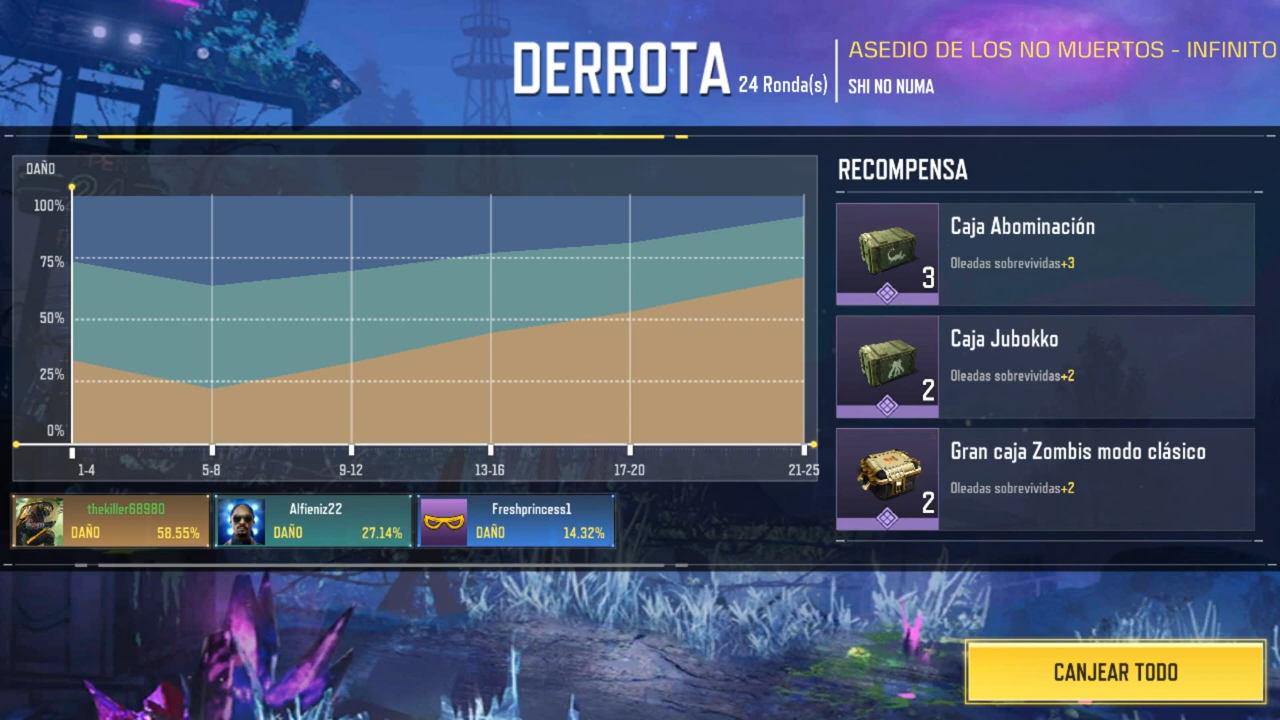 DERROTA 24 Ronda(s)
ASEDIO DE LOS NO MUERTOS - INFINITO
SHI NO NUMA
DAÑO
100%
75%
50%
25%
0%
1-4 5-8 9-12 13-16 17-20 21-25
thekiller68980
DAÑO 58.55%
Alfieniz22
DAÑO 27.14%
Freshprincess1
DAÑO 14.32%
RECOMPENSA
Caja Abominación
Oleadas sobrevividas+3
3
Caja Jubokko
Oleadas sobrevividas+2
2
Gran caja Zombis modo clásico
Oleadas sobrevividas+2
2
CANJEAR TODO